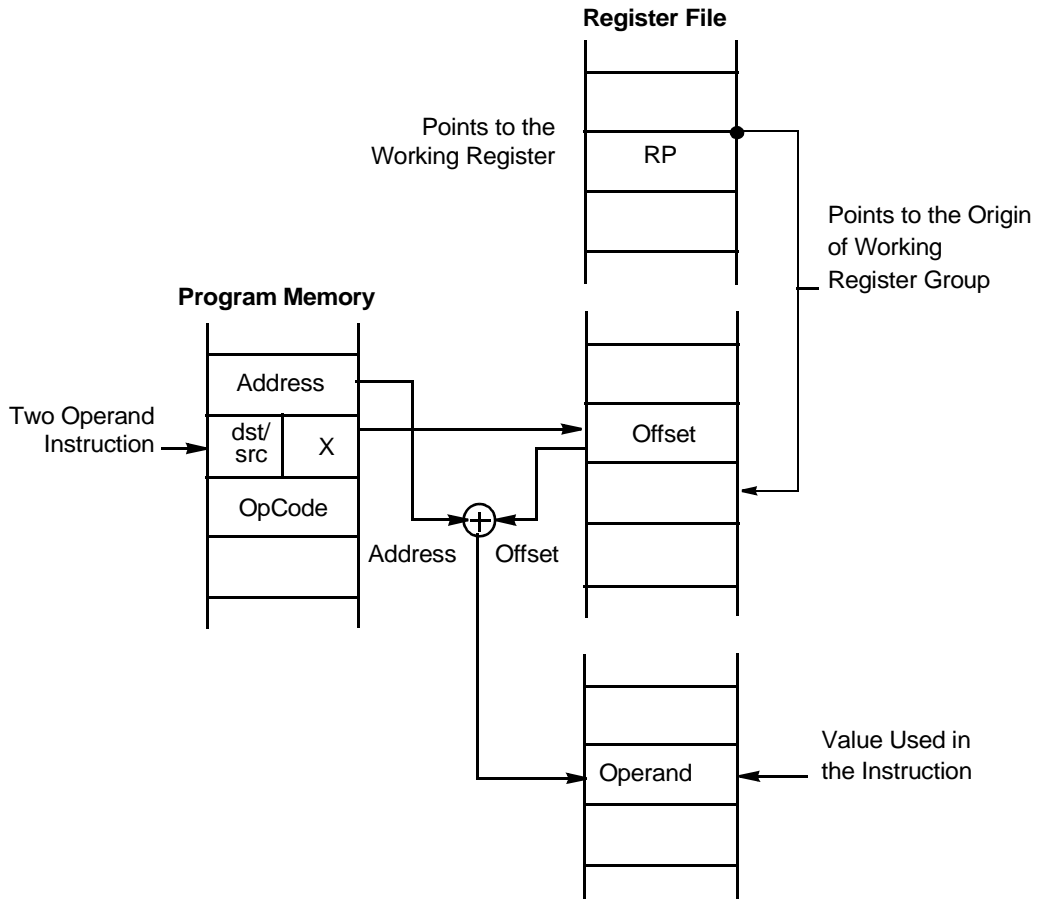 Register File
Points to the
Working Register
RP
Points to the Origin
of Working
Register Group
Program Memory
Address
Two Operand
Instruction
dst/
src
X
Offset
OpCode
Address
Offset
Operand
Value Used in
the Instruction